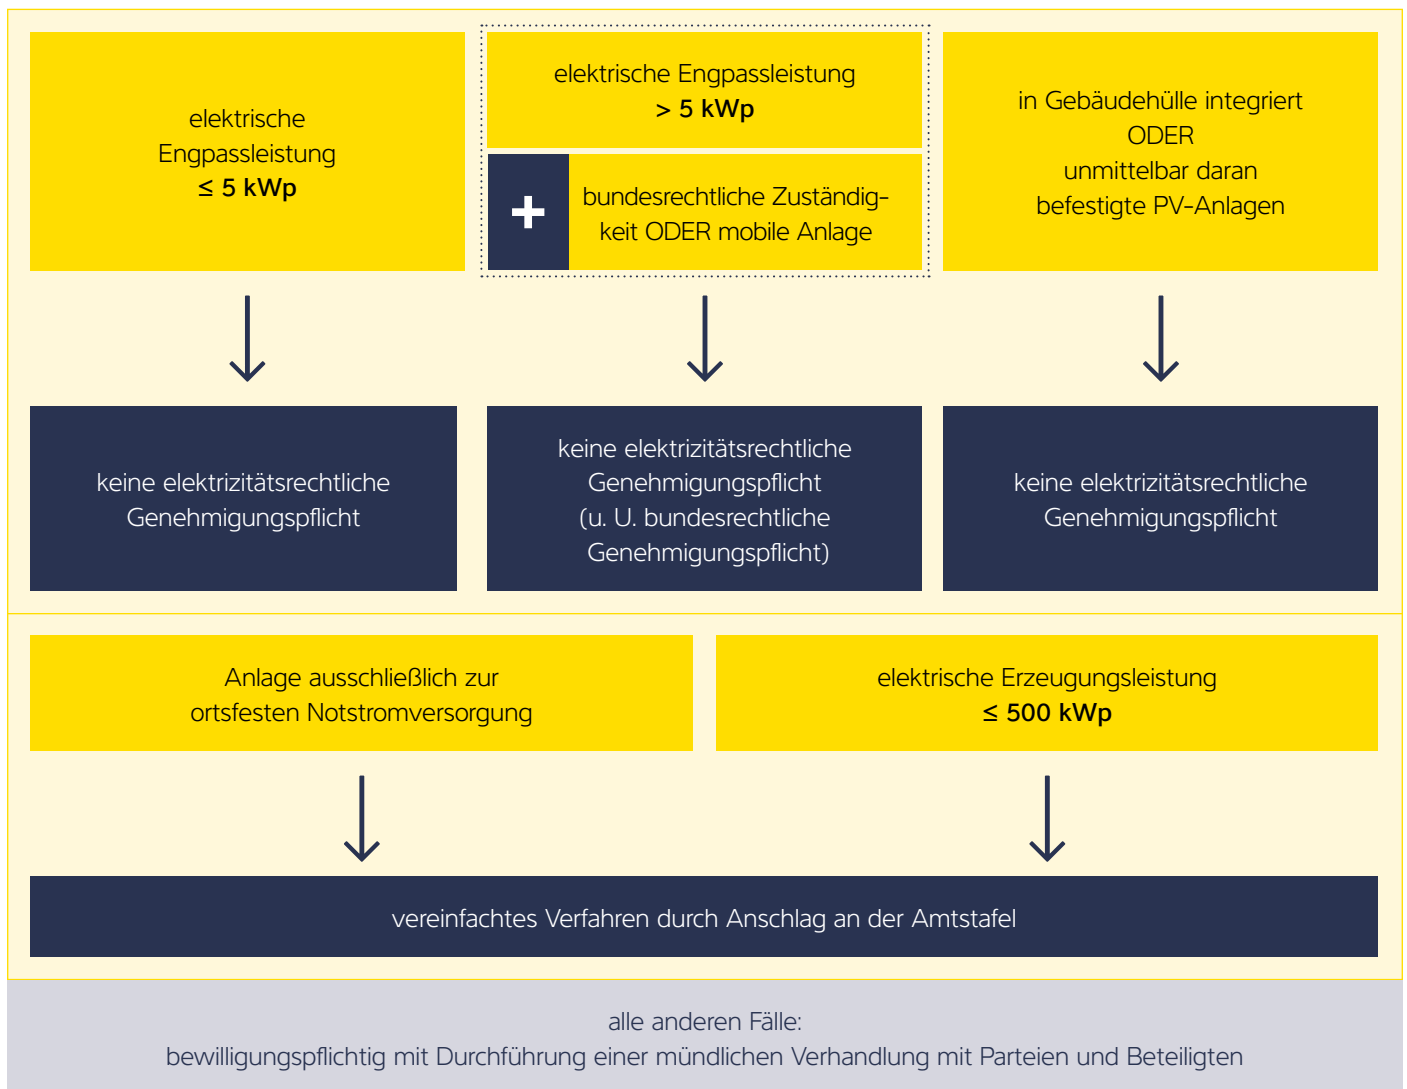 elektrische
Engpassleistung
≤ 5 kWp
elektrische Engpassleistung
> 5 kWp
+
bundesrechtliche Zuständig-
keit ODER mobile Anlage
in Gebäudehülle integriert
ODER
unmittelbar daran
befestigte PV-Anlagen
keine elektrizitätsrechtliche
Genehmigungspflicht
keine elektrizitätsrechtliche
Genehmigungspflicht
(u. U. bundesrechtliche
Genehmigungspflicht)
keine elektrizitätsrechtliche
Genehmigungspflicht
Anlage ausschließlich zur
ortsfesten Notstromversorgung
elektrische Erzeugungsleistung
≤ 500 kWp
vereinfachtes Verfahren durch Anschlag an der Amtstafel
alle anderen Fälle:
bewilligungspflichtig mit Durchführung einer mündlichen Verhandlung mit Parteien und Beteiligten